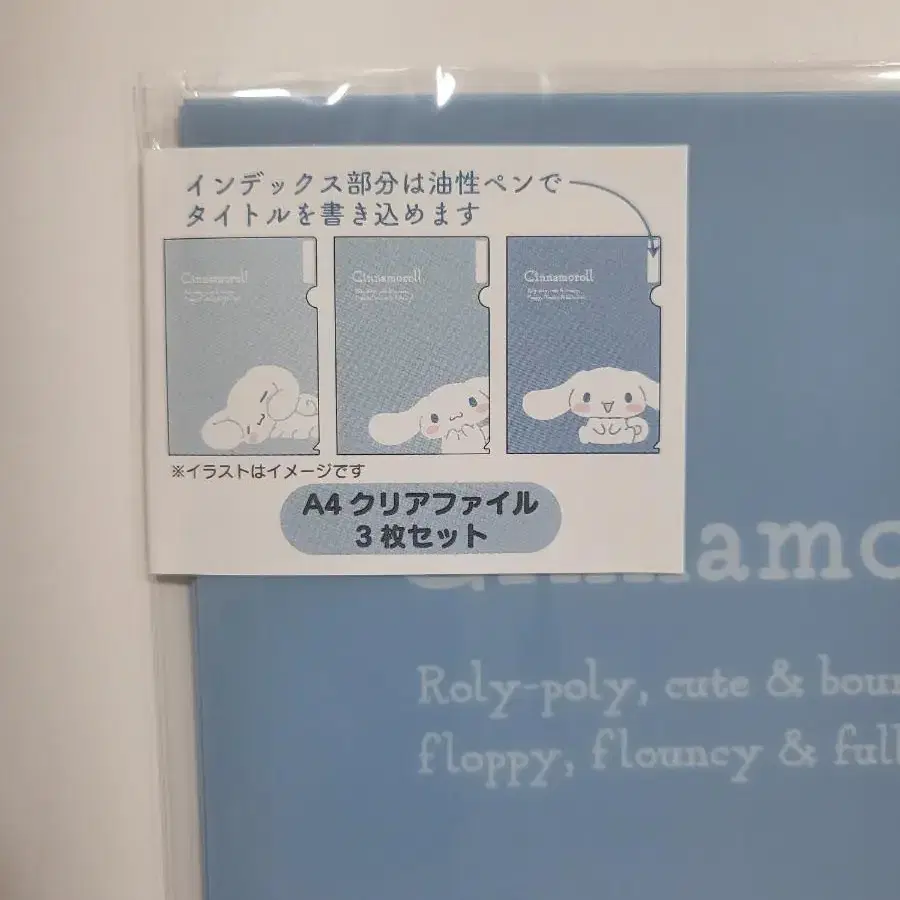 インデックス部分は油性ペンで
タイトルを書き込めます
Cinnamoroll
Cinnamoroll
Cinnamoroll
※イラストはイメージです
A4 クリアファイル
3 枚セット
Roly-poly, cute &
floppy, flouncy &